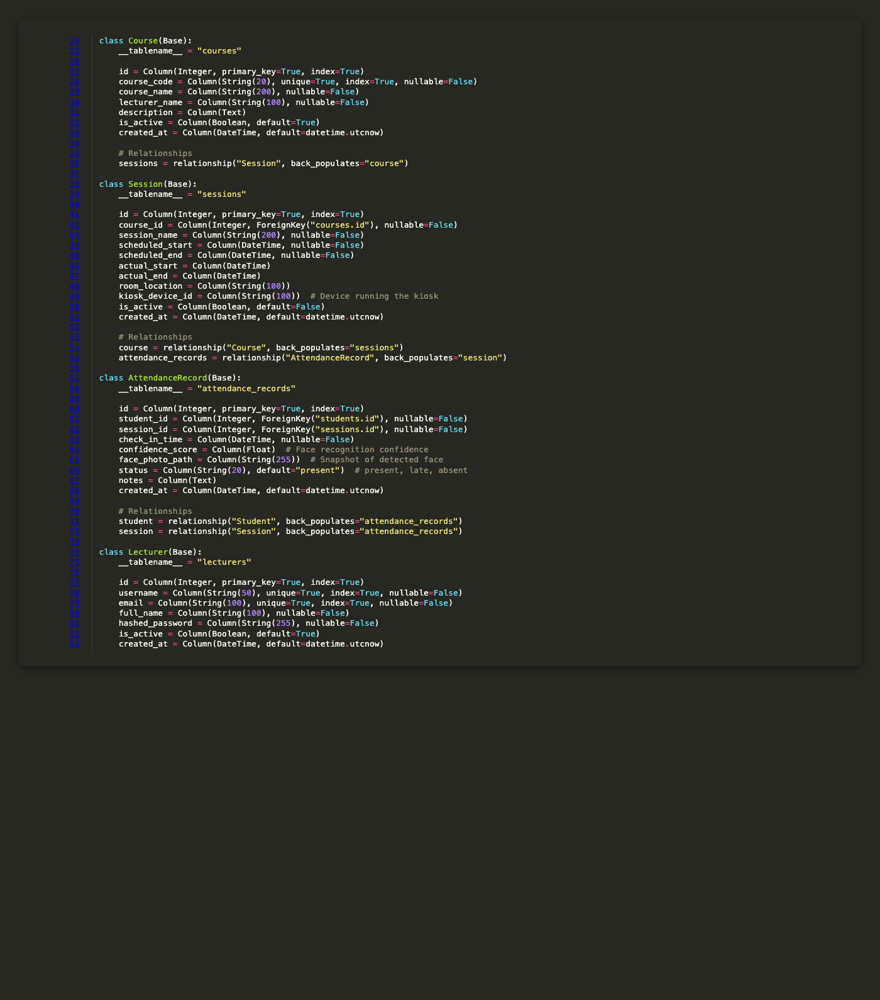 24 class Course(Base):
25     __tablename__ = "courses"
26
27     id = Column(Integer, primary_key=True, index=True)
28     course_code = Column(String(20), unique=True, index=True, nullable=False)
29     course_name = Column(String(200), nullable=False)
30     lecturer_name = Column(String(100), nullable=False)
31     description = Column(Text)
32     is_active = Column(Boolean, default=True)
33     created_at = Column(DateTime, default=datetime.utcnow)
34
35     # Relationships
36     sessions = relationship("Session", back_populates="course")
37
38 class Session(Base):
39     __tablename__ = "sessions"
40
41     id = Column(Integer, primary_key=True, index=True)
42     course_id = Column(Integer, ForeignKey("courses.id"), nullable=False)
43     session_name = Column(String(200), nullable=False)
44     scheduled_start = Column(DateTime, nullable=False)
45     scheduled_end = Column(DateTime, nullable=False)
46     actual_start = Column(DateTime)
47     actual_end = Column(DateTime)
48     room_location = Column(String(100))
49     kiosk_device_id = Column(String(100))  # Device running the kiosk
50     is_active = Column(Boolean, default=False)
51     created_at = Column(DateTime, default=datetime.utcnow)
52
53     # Relationships
54     course = relationship("Course", back_populates="sessions")
55     attendance_records = relationship("AttendanceRecord", back_populates="session")
56
57 class AttendanceRecord(Base):
58     __tablename__ = "attendance_records"
59
60     id = Column(Integer, primary_key=True, index=True)
61     student_id = Column(Integer, ForeignKey("students.id"), nullable=False)
62     session_id = Column(Integer, ForeignKey("sessions.id"), nullable=False)
63     check_in_time = Column(DateTime, nullable=False)
64     confidence_score = Column(Float)  # Face recognition confidence
65     face_photo_path = Column(String(255))  # Snapshot of detected face
66     status = Column(String(20), default="present")  # present, late, absent
67     notes = Column(Text)
68     created_at = Column(DateTime, default=datetime.utcnow)
69
70     # Relationships
71     student = relationship("Student", back_populates="attendance_records")
72     session = relationship("Session", back_populates="attendance_records")
73
74 class Lecturer(Base):
75     __tablename__ = "lecturers"
76
77     id = Column(Integer, primary_key=True, index=True)
78     username = Column(String(50), unique=True, index=True, nullable=False)
79     email = Column(String(100), unique=True, index=True, nullable=False)
80     full_name = Column(String(100), nullable=False)
81     hashed_password = Column(String(255), nullable=False)
82     is_active = Column(Boolean, default=True)
83     created_at = Column(DateTime, default=datetime.utcnow)